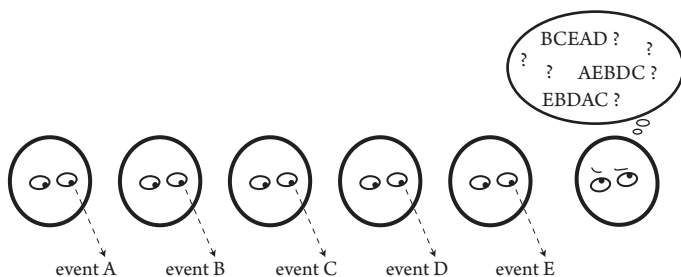 BCEAD ?
?
?
? AEBDC ?
EBDAC ?
event A event B event C event D event E